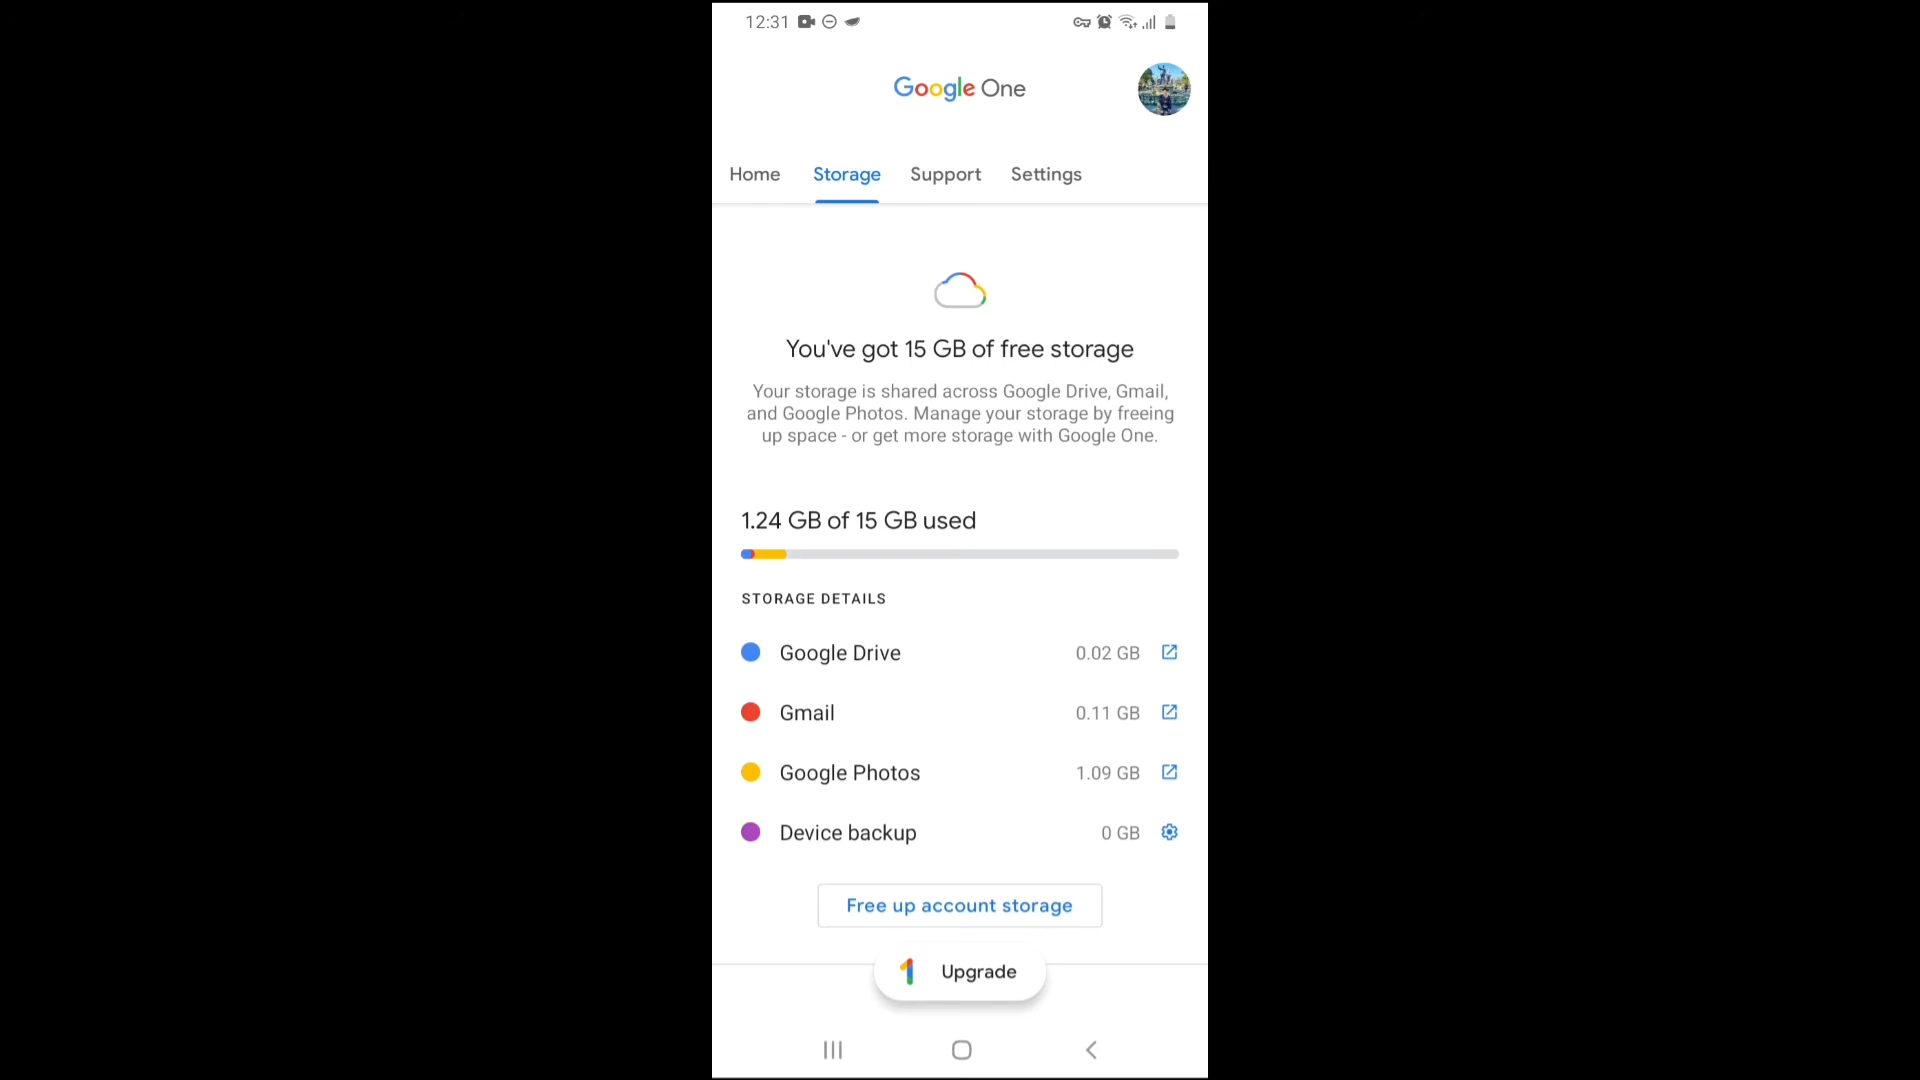 12:31
Google One
Home Storage Support Settings
You've got 15 GB of free storage
Your storage is shared across Google Drive, Gmail,
and Google Photos. Manage your storage by freeing
up space - or get more storage with Google One.
1.24 GB of 15 GB used
STORAGE DETAILS
Google Drive 0.02 GB
Gmail 0.11 GB
Google Photos 1.09 GB
Device backup 0 GB
Free up account storage
Upgrade